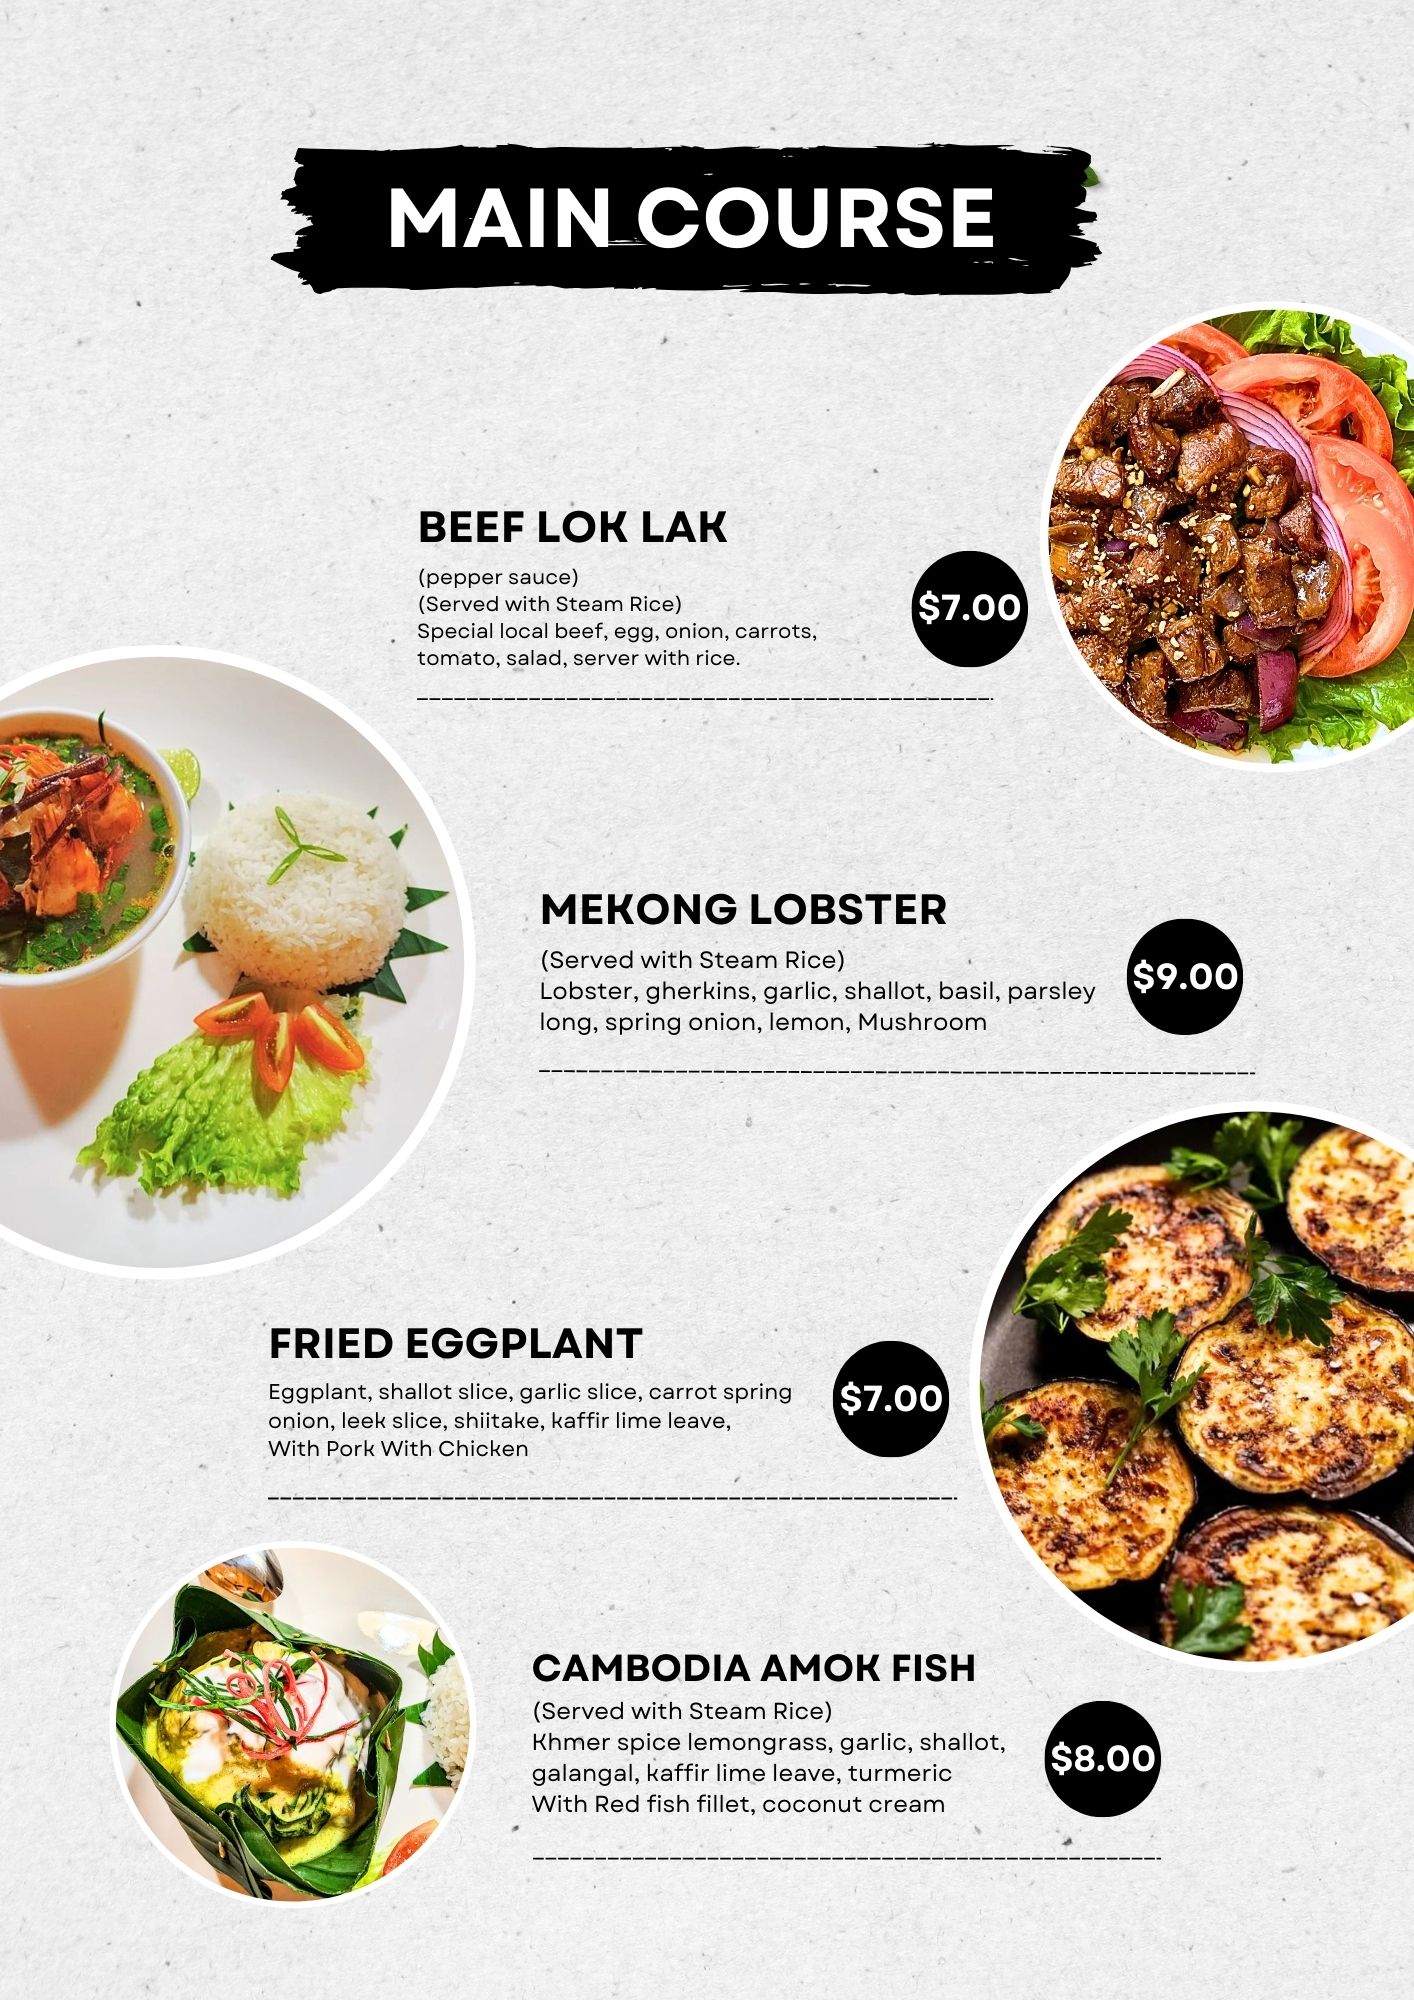 MAIN COURSE
BEEF LOK LAK
(pepper sauce)
(Served with Steam Rice)
Special local beef, egg, onion, carrots,
tomato, salad, server with rice.
$7.00
MEKONG LOBSTER
(Served with Steam Rice)
Lobster, gherkins, garlic, shallot, basil, parsley
long, spring onion, lemon, Mushroom
$9.00
FRIED EGGPLANT
Eggplant, shallot slice, garlic slice, carrot spring
onion, leek slice, shiitake, kaffir lime leave,
With Pork With Chicken
$7.00
CAMBODIA AMOK FISH
(Served with Steam Rice)
Khmer spice lemongrass, garlic, shallot,
galangal, kaffir lime leave, turmeric
With Red fish fillet, coconut cream
$8.00